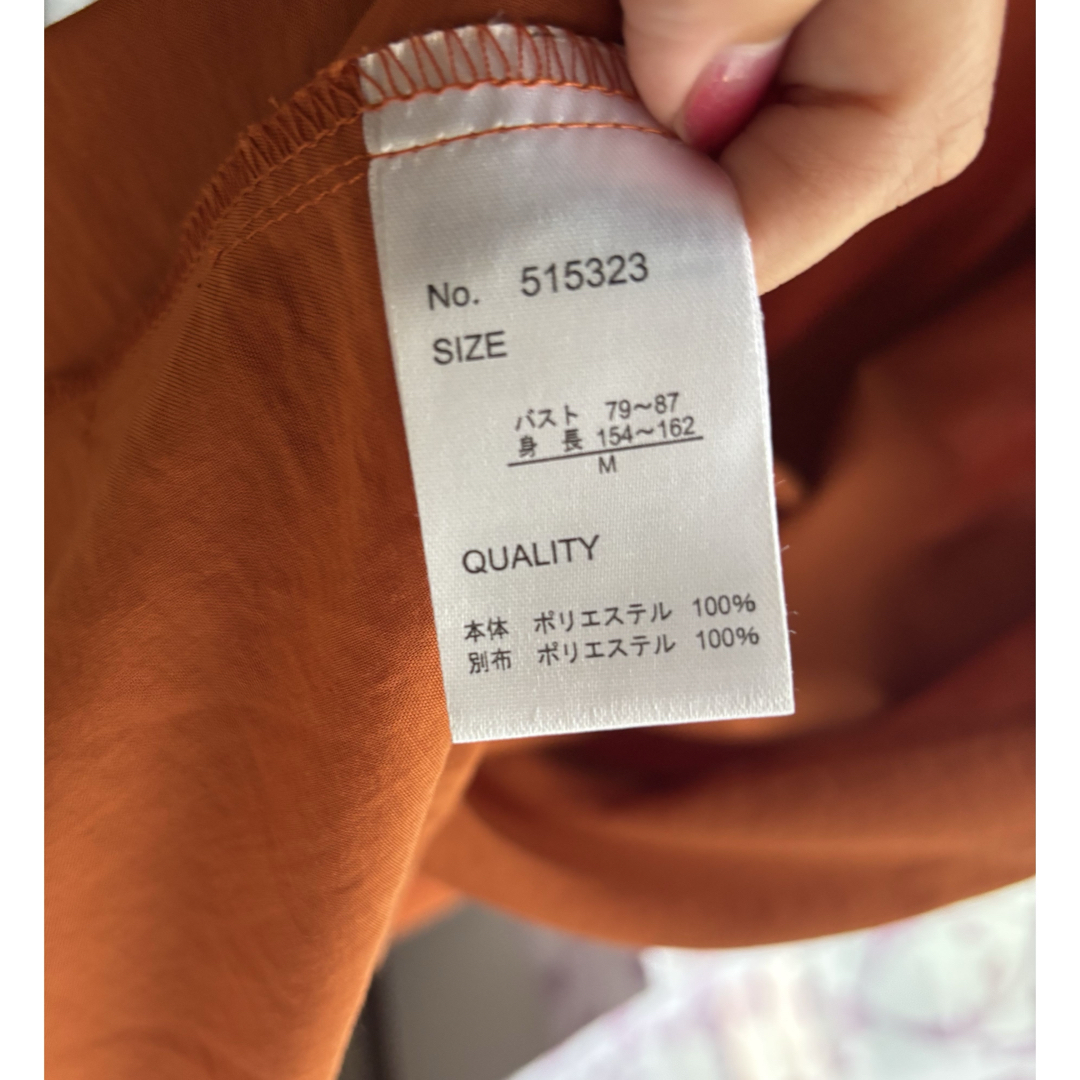 No. 515323
SIZE
バスト 79～87
身 長 154～162
M
QUALITY
本体 ポリエステル 100%
別布 ポリエステル 100%